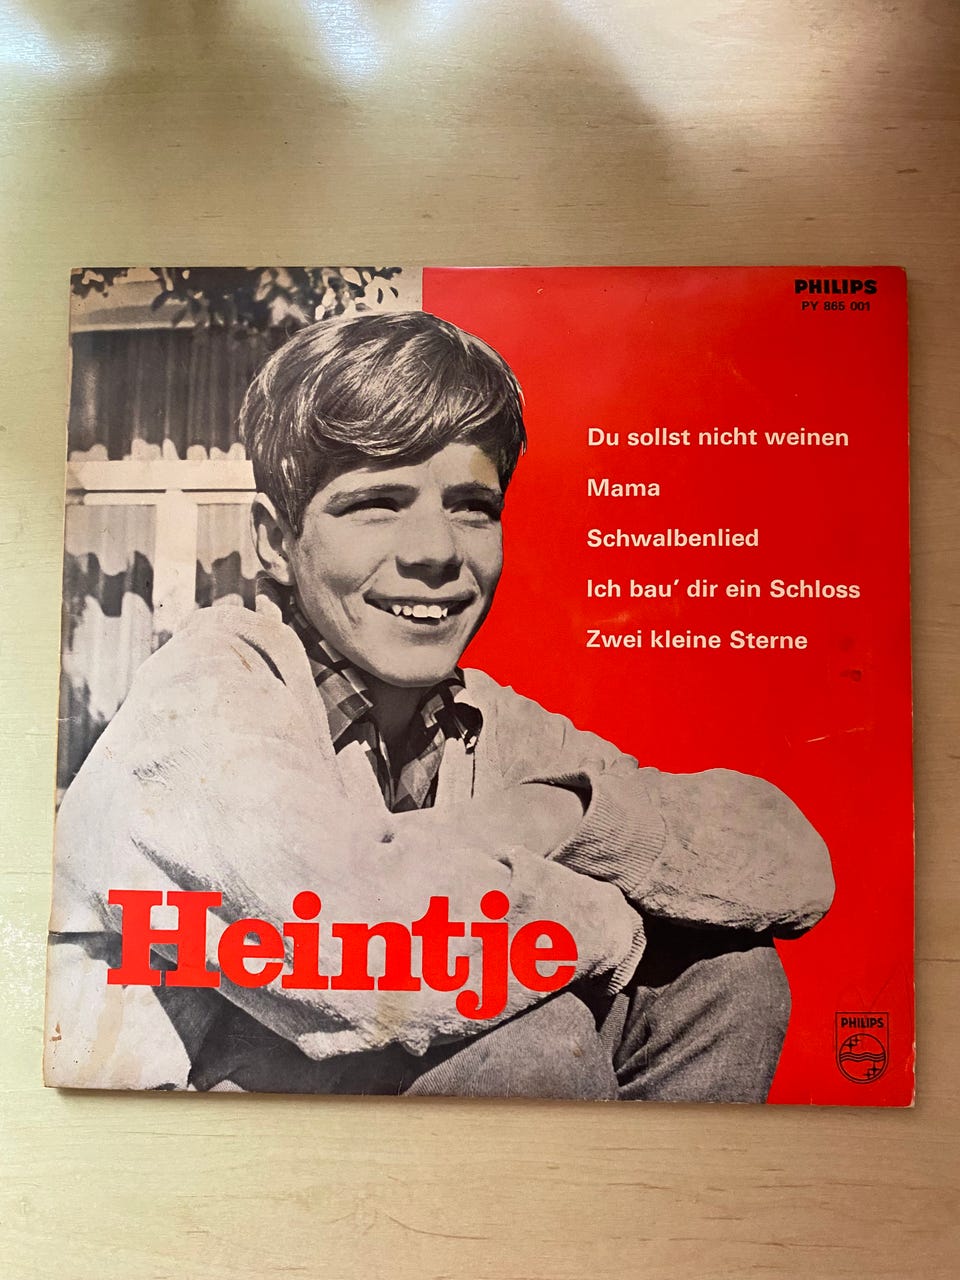 PHILIPS
PY 865 001
Du sollst nicht weinen
Mama
Schwalbenlied
Ich bau’ dir ein Schloss
Zwei kleine Sterne
Heintje
PHILIPS